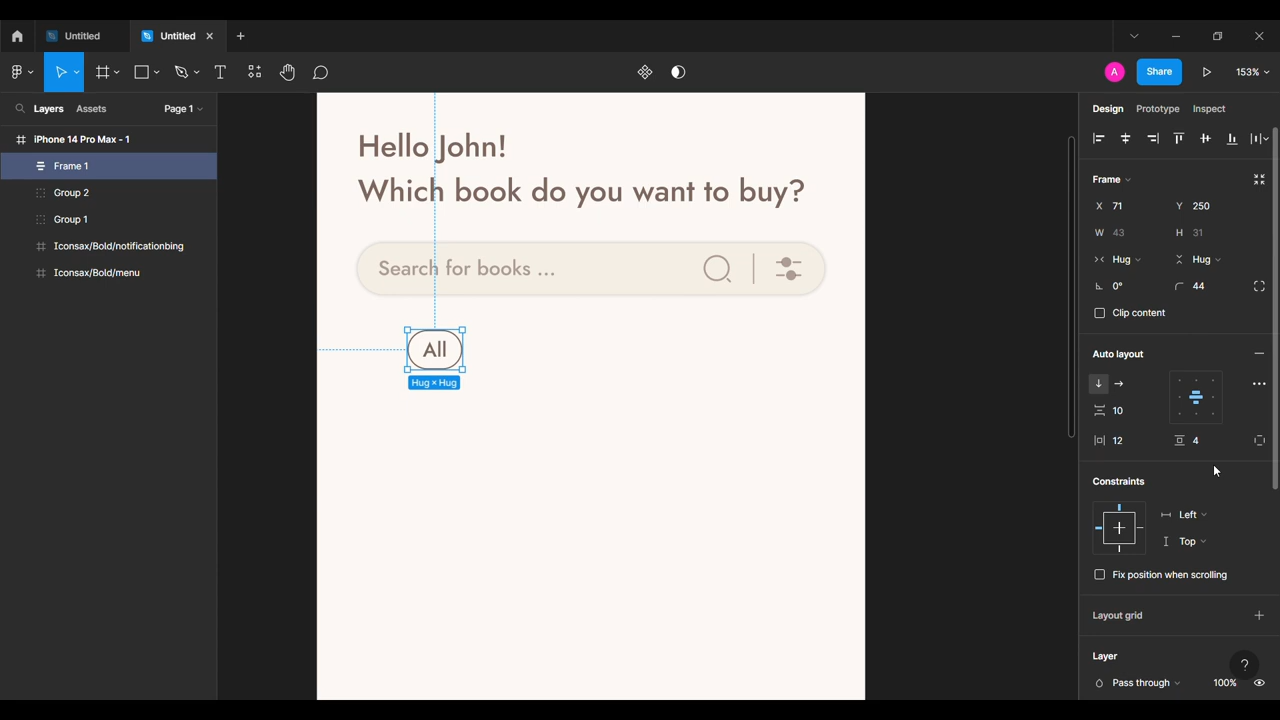 Untitled
Untitled
A
Share
153%
Layers Assets Page 1
iPhone 14 Pro Max - 1
Frame 1
Group 2
Group 1
Iconsax/Bold/notificationbing
Iconsax/Bold/menu
Hello John!
Which book do you want to buy?
Search for books ...
All
Hug × Hug
Design Prototype Inspect
Frame
X 71 Y 250
W 43 H 31
Hug Hug
0° 44
Clip content
Auto layout
10
12 4
Constraints
Left
Top
Fix position when scrolling
Layout grid
Layer
?
Pass through 100%